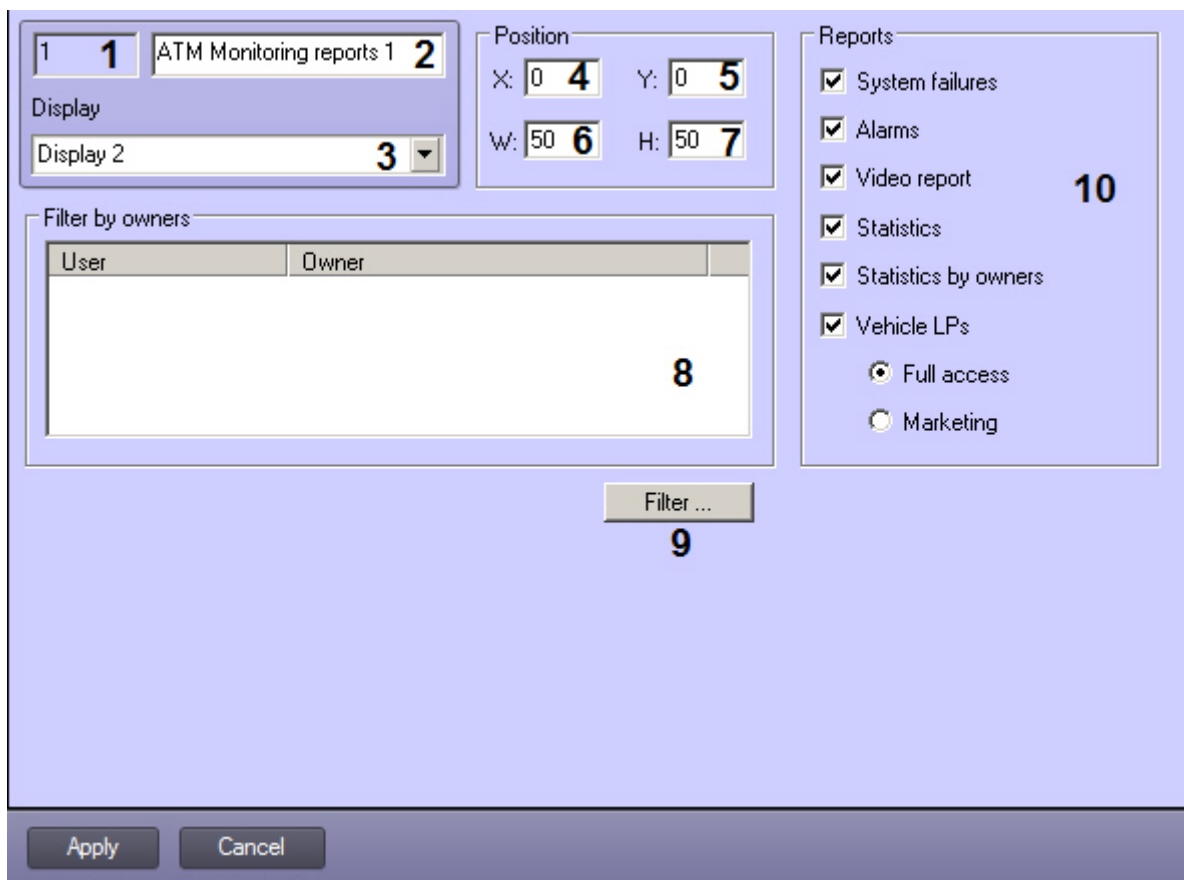 1 1 ATM Monitoring reports 1 2
Display
Display 2 3
Position
X: 0 4 Y: 0 5
W: 50 6 H: 50 7
Filter by owners
User Owner
8
Filter ...
9
Reports
System failures
Alarms
Video report
10
Statistics
Statistics by owners
Vehicle LPs
Full access
Marketing
Apply Cancel